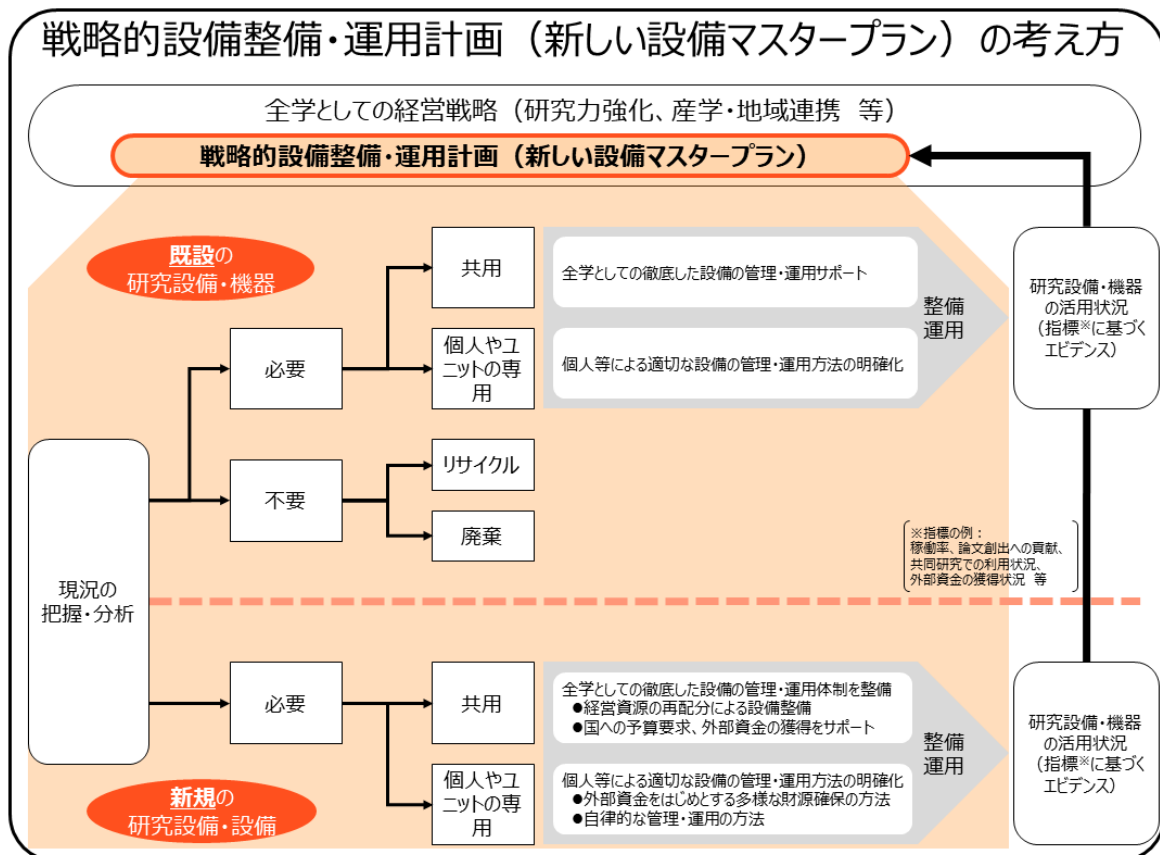 戦略的設備整備・運用計画（新しい設備マスタープラン）の考え方
全学としての経営戦略（研究力強化、産学・地域連携 等）
戦略的設備整備・運用計画（新しい設備マスタープラン）
既設の
研究設備・機器
共用
全学としての徹底した設備の管理・運用サポート
必要
個人やユ
ニットの専
用
個人等による適切な設備の管理・運用方法の明確化
整備
運用
研究設備・機器
の活用状況
（指標※に基づく
エビデンス）
不要
リサイクル
廃棄
※指標の例：
稼働率、論文創出への貢献、
共同研究での利用状況、
外部資金の獲得状況 等
現況の
把握・分析
必要
共用
全学としての徹底した設備の管理・運用体制を整備
●経営資源の再配分による設備整備
●国への予算要求、外部資金の獲得をサポート
個人やユ
ニットの専
用
個人等による適切な設備の管理・運用方法の明確化
●外部資金をはじめとする多様な財源確保の方法
●自律的な管理・運用の方法
整備
運用
研究設備・機器
の活用状況
（指標※に基づく
エビデンス）
新規の
研究設備・設備